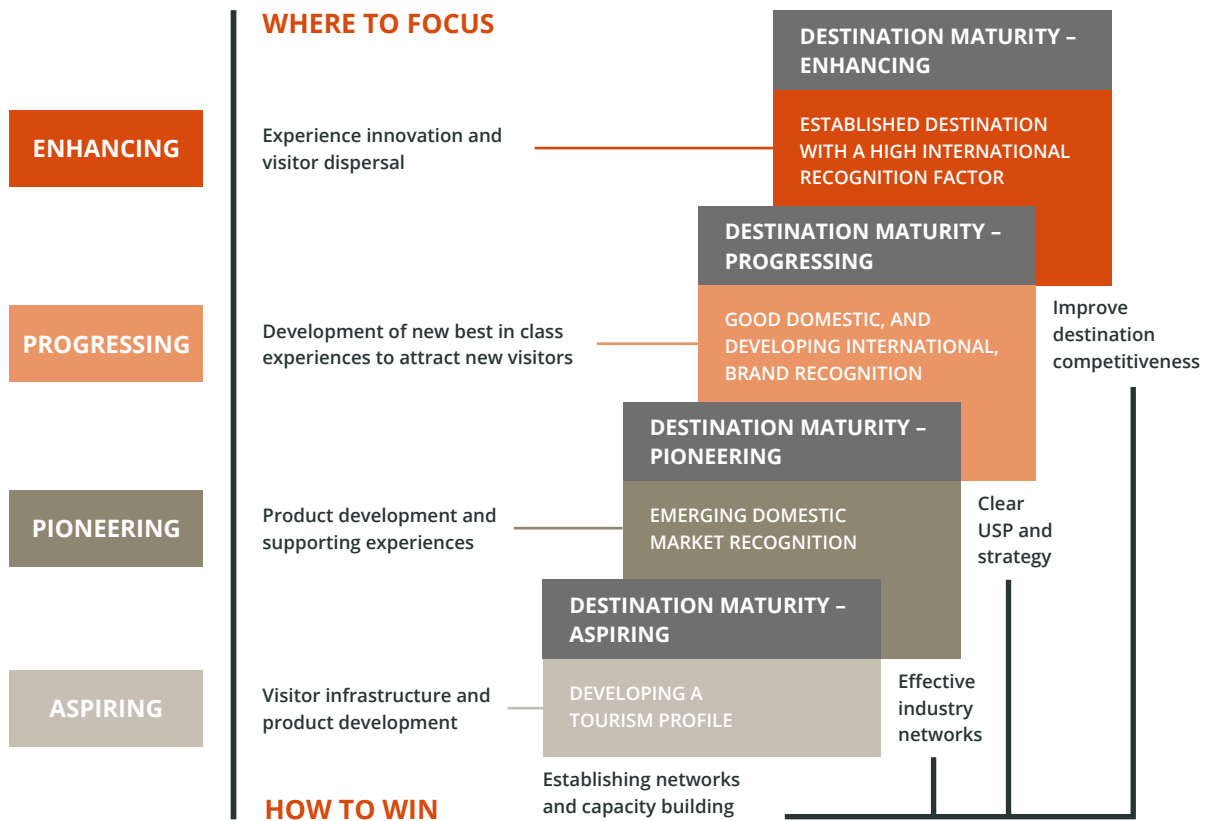 WHERE TO FOCUS
DESTINATION MATURITY –
ENHANCING
ENHANCING
Experience innovation and
visitor dispersal
ESTABLISHED DESTINATION
WITH A HIGH INTERNATIONAL
RECOGNITION FACTOR
DESTINATION MATURITY –
PROGRESSING
PROGRESSING
Development of new best in class
experiences to attract new visitors
GOOD DOMESTIC, AND
DEVELOPING INTERNATIONAL,
BRAND RECOGNITION
Improve
destination
competitiveness
DESTINATION MATURITY –
PIONEERING
PIONEERING
Product development and
supporting experiences
EMERGING DOMESTIC
MARKET RECOGNITION
Clear
USP and
strategy
DESTINATION MATURITY –
ASPIRING
ASPIRING
Visitor infrastructure and
product development
DEVELOPING A
TOURISM PROFILE
Effective
industry
networks
HOW TO WIN
Establishing networks
and capacity building